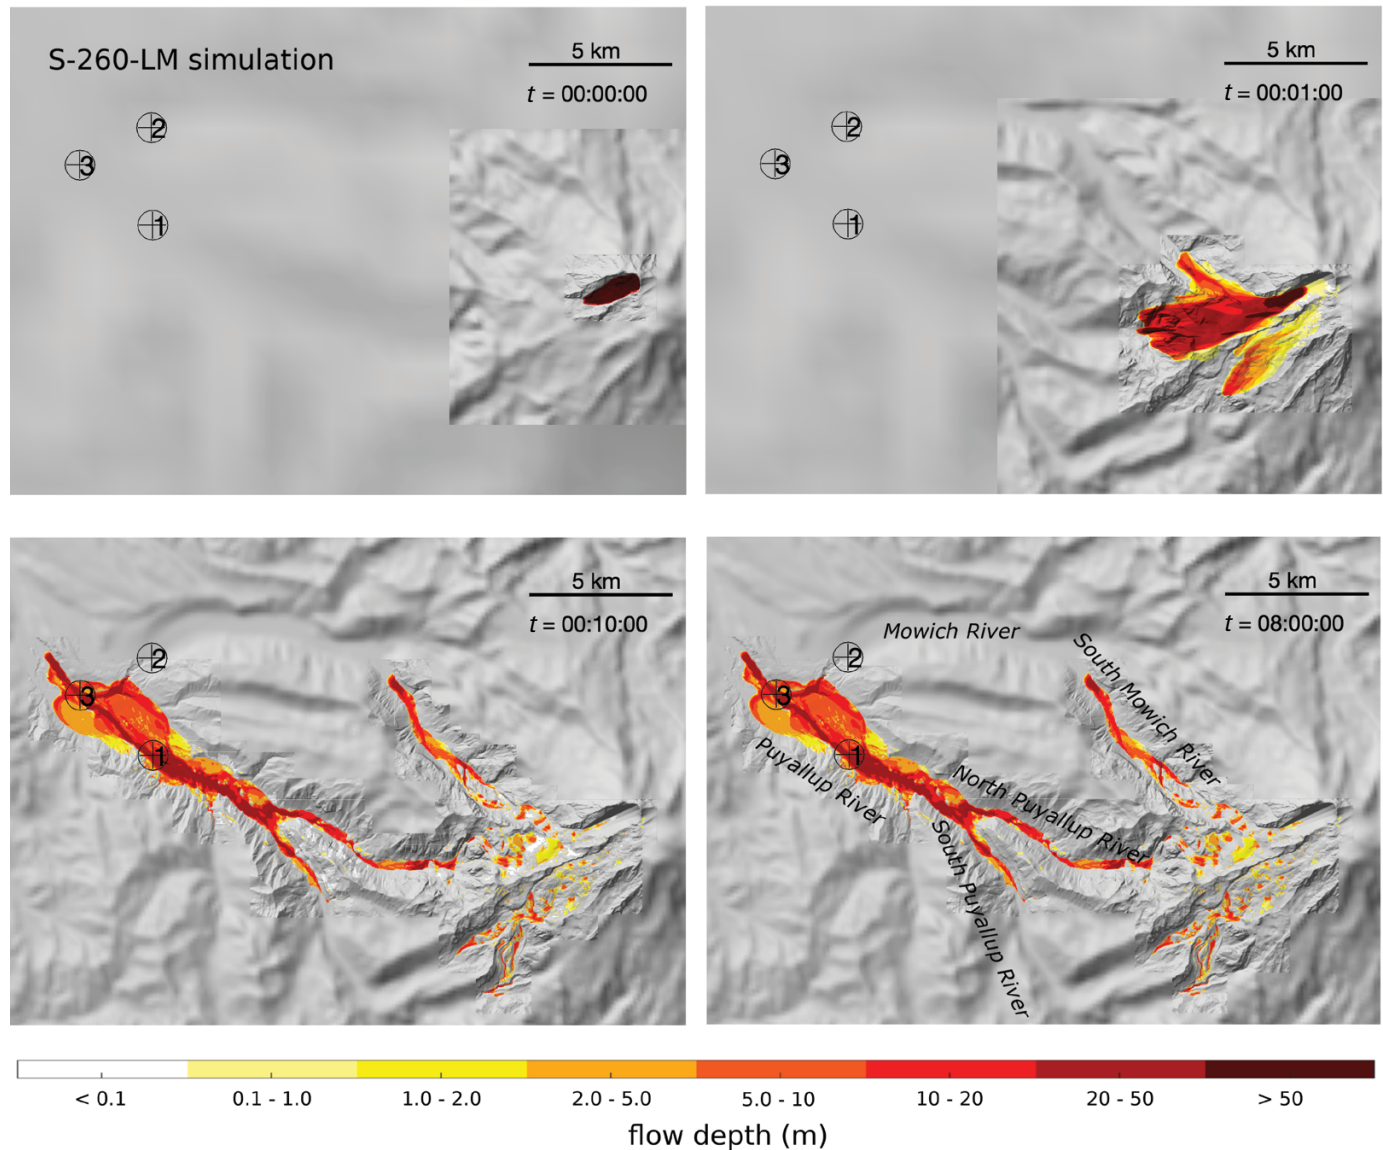 S-260-LM simulation
5 km
t = 00:00:00
2
3
1
5 km
t = 00:01:00
2
3
1
5 km
t = 00:10:00
2
3
1
5 km
t = 08:00:00
Mowich River
South Mowich River
2
3
1
Puyallup River
North Puyallup River
South Puyallup River
< 0.1
0.1 - 1.0
1.0 - 2.0
2.0 - 5.0
5.0 - 10
10 - 20
20 - 50
> 50
flow depth (m)